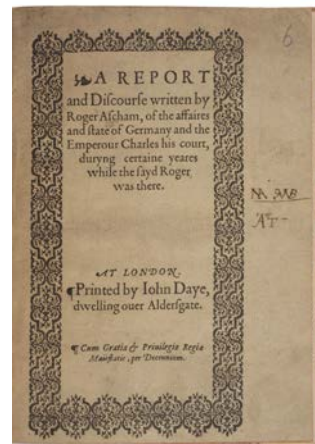 A REPORT
and Diſcourſe written by
Roger Aſcham, of the affaires
and ſtate of Germany and the
Emperour Charles his court,
duryng certaine yeares
while the ſayd Roger
was there.
AT LONDON.
¶Printed by Iohn Daye,
dwelling ouer Alderſgate.
¶ Cum Gratia & Priuilegio Regiæ
Maieſtatis, per Decennium.
6